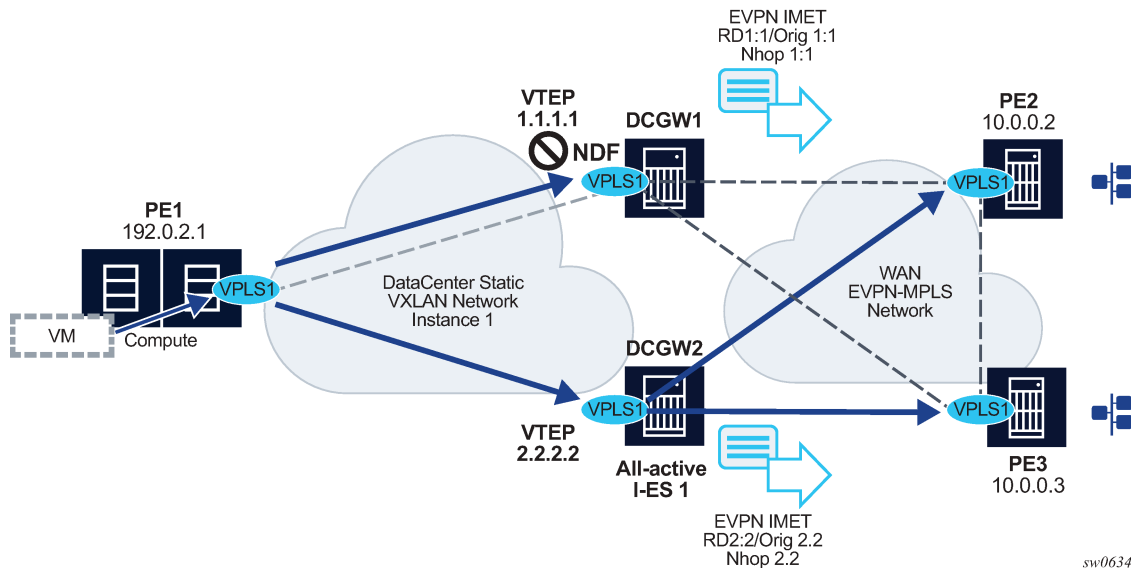 EVPN IMET
RD1:1/Orig 1:1
Nhop 1:1
VTEP
1.1.1.1
NDF
DCGW1
VPLS1
PE2
10.0.0.2
VPLS1
PE1
192.0.2.1
VPLS1
VM
Compute
DataCenter Static
VXLAN Network
Instance 1
WAN
EVPN-MPLS
Network
DCGW2
VPLS1
VTEP
2.2.2.2
All-active
I-ES 1
VPLS1
PE3
10.0.0.3
EVPN IMET
RD2:2/Orig 2.2
Nhop 2.2
sw0634